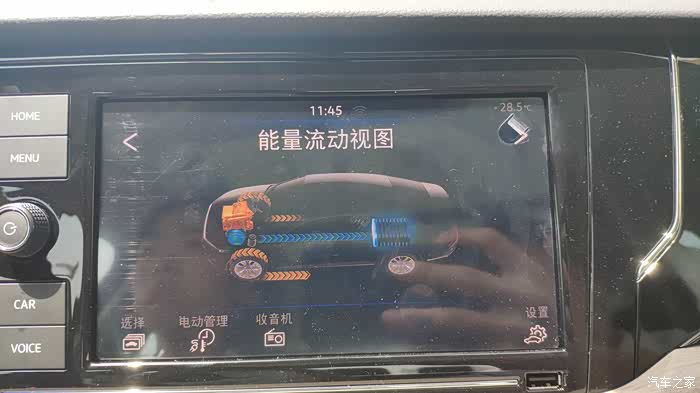 HOME
MENU
CAR
VOICE
11:45
28.5℃
能量流动视图
选择
电动管理
收音机
设置
汽车之家